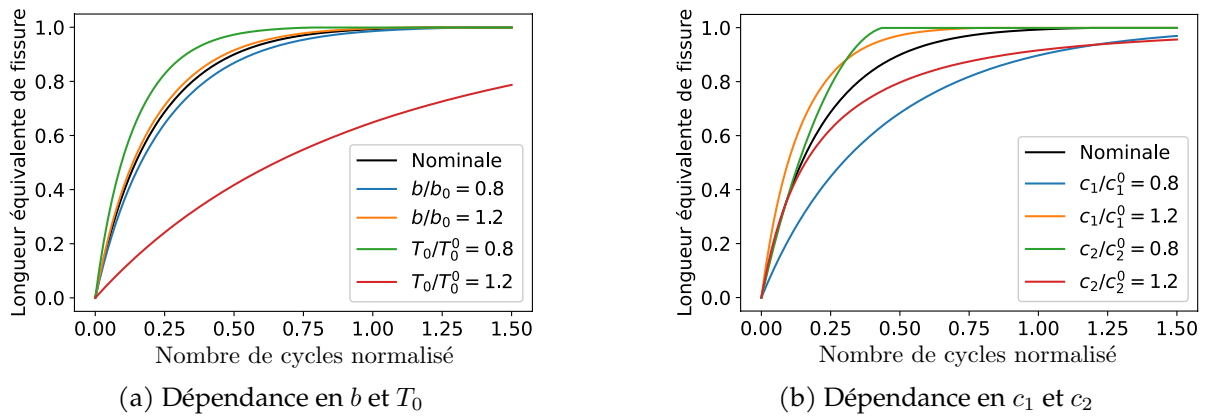 Longueur équivalente de fissure
1.0
0.8
0.6
0.4
0.2
0.0
0.00 0.25 0.50 0.75 1.00 1.25 1.50
Nombre de cycles normalisé
Nominale
b/b₀ = 0.8
b/b₀ = 1.2
T₀/T₀⁰ = 0.8
T₀/T₀⁰ = 1.2
(a) Dépendance en b et T₀
Longueur équivalente de fissure
1.0
0.8
0.6
0.4
0.2
0.0
0.00 0.25 0.50 0.75 1.00 1.25 1.50
Nombre de cycles normalisé
Nominale
c₁/c₁⁰ = 0.8
c₁/c₁⁰ = 1.2
c₂/c₂⁰ = 0.8
c₂/c₂⁰ = 1.2
(b) Dépendance en c₁ et c₂